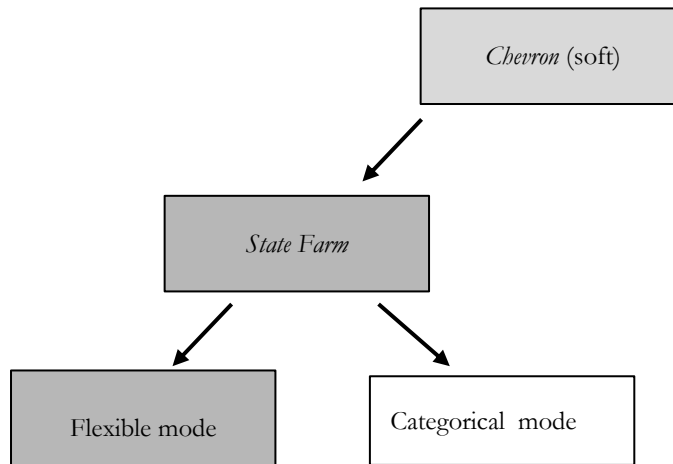 Chevron (soft)
State Farm
Flexible mode
Categorical mode